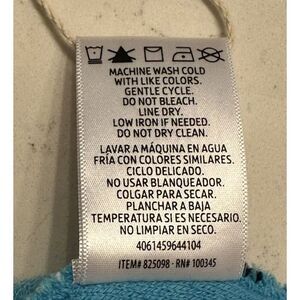 MACHINE WASH COLD
WITH LIKE COLORS.
GENTLE CYCLE.
DO NOT BLEACH.
LINE DRY.
LOW IRON IF NEEDED.
DO NOT DRY CLEAN.
LAVAR A MÁQUINA EN AGUA
FRÍA CON COLORES SIMILARES.
CICLO DELICADO.
NO USAR BLANQUEADOR.
COLGAR PARA SECAR.
PLANCHAR A BAJA
TEMPERATURA SI ES NECESARIO.
NO LIMPIAR EN SECO.
4061459644104
ITEM# 825098 - RN# 100345